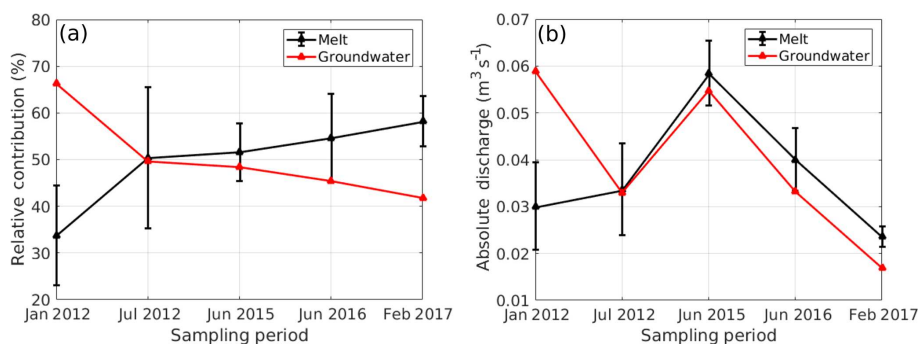 (a)
Melt
Groundwater
Relative contribution (%)
80
70
60
50
40
30
20
Jan 2012 Jul 2012 Jun 2015 Jun 2016 Feb 2017
Sampling period
(b)
Melt
Groundwater
Absolute discharge (m³ s⁻¹)
0.07
0.06
0.05
0.04
0.03
0.02
0.01
Jan 2012 Jul 2012 Jun 2015 Jun 2016 Feb 2017
Sampling period